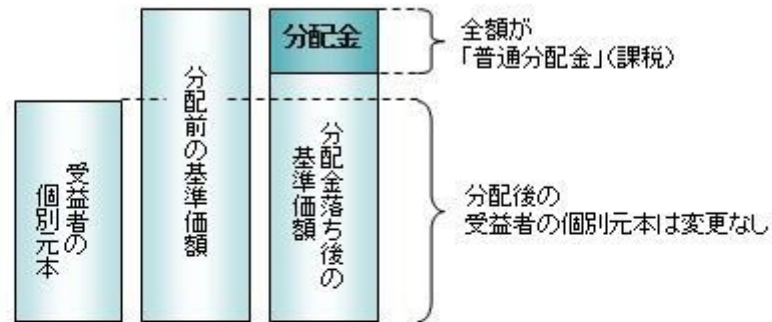 受益者の
個別元本
分配前の基準価額
分配金
分配金落ち後の
基準価額
全額が
「普通分配金」(課税)
分配後の
受益者の個別元本は変更なし